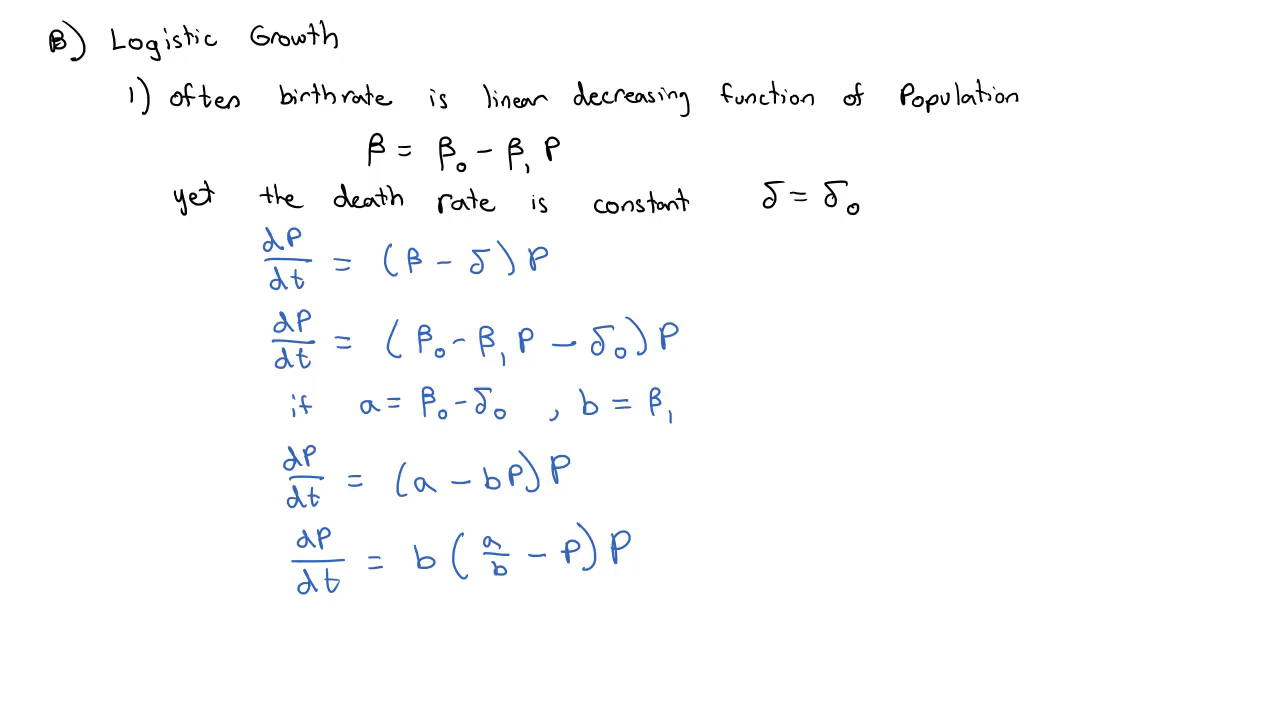 B) Logistic Growth
1) often birthrate is linear decreasing function of Population
β = β₀ - β₁ P
yet the death rate is constant δ = δ₀
dP/dt = (β - δ) P
dP/dt = (β₀ - β₁ P - δ₀) P
if a = β₀ - δ₀ , b = β₁
dP/dt = (a - bP) P
dP/dt = b (a/b - P) P